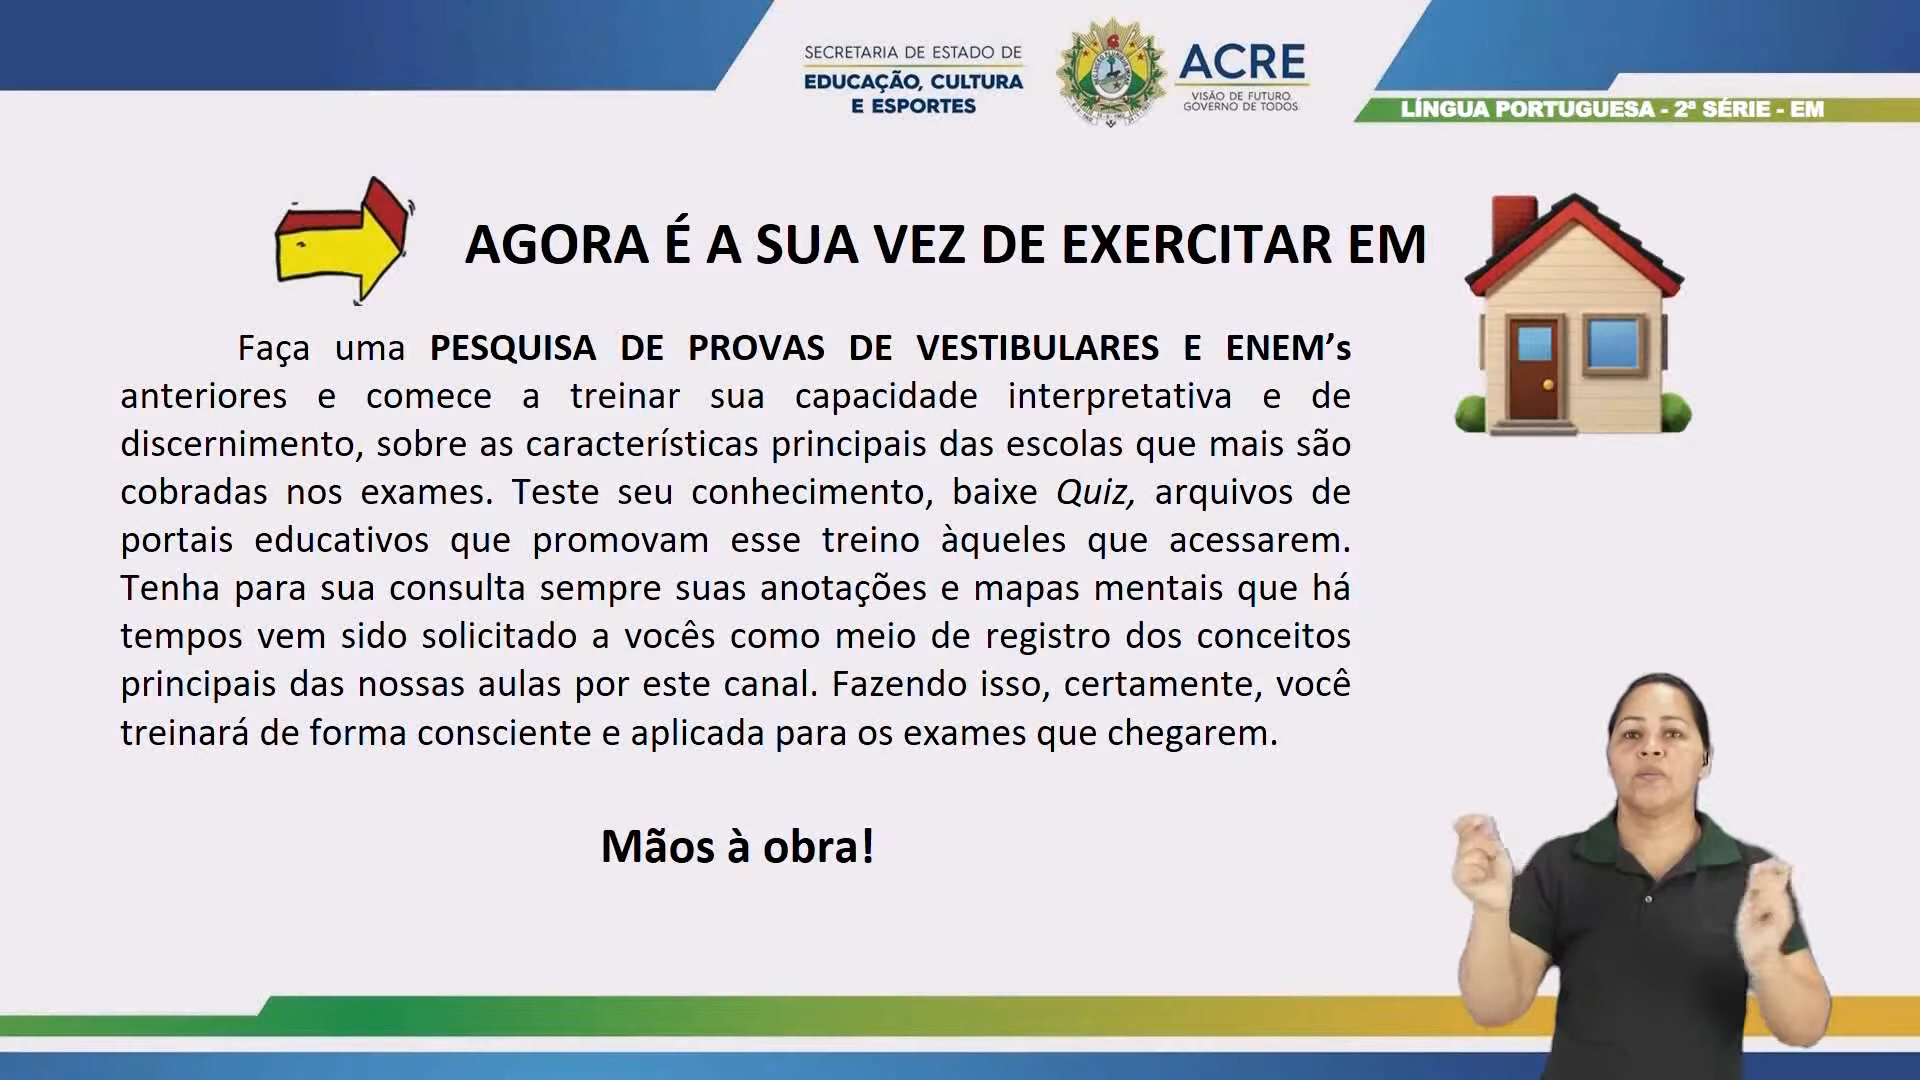 SECRETARIA DE ESTADO DE
EDUCAÇÃO, CULTURA
E ESPORTES
ACRE
VISÃO DE FUTURO.
GOVERNO DE TODOS
LÍNGUA PORTUGUESA - 2ª SÉRIE - EM
AGORA É A SUA VEZ DE EXERCITAR EM
Faça uma PESQUISA DE PROVAS DE VESTIBULARES E ENEM’s
anteriores e comece a treinar sua capacidade interpretativa e de
discernimento, sobre as características principais das escolas que mais são
cobradas nos exames. Teste seu conhecimento, baixe Quiz, arquivos de
portais educativos que promovam esse treino àqueles que acessarem.
Tenha para sua consulta sempre suas anotações e mapas mentais que há
tempos vem sido solicitado a vocês como meio de registro dos conceitos
principais das nossas aulas por este canal. Fazendo isso, certamente, você
treinará de forma consciente e aplicada para os exames que chegarem.
Mãos à obra!